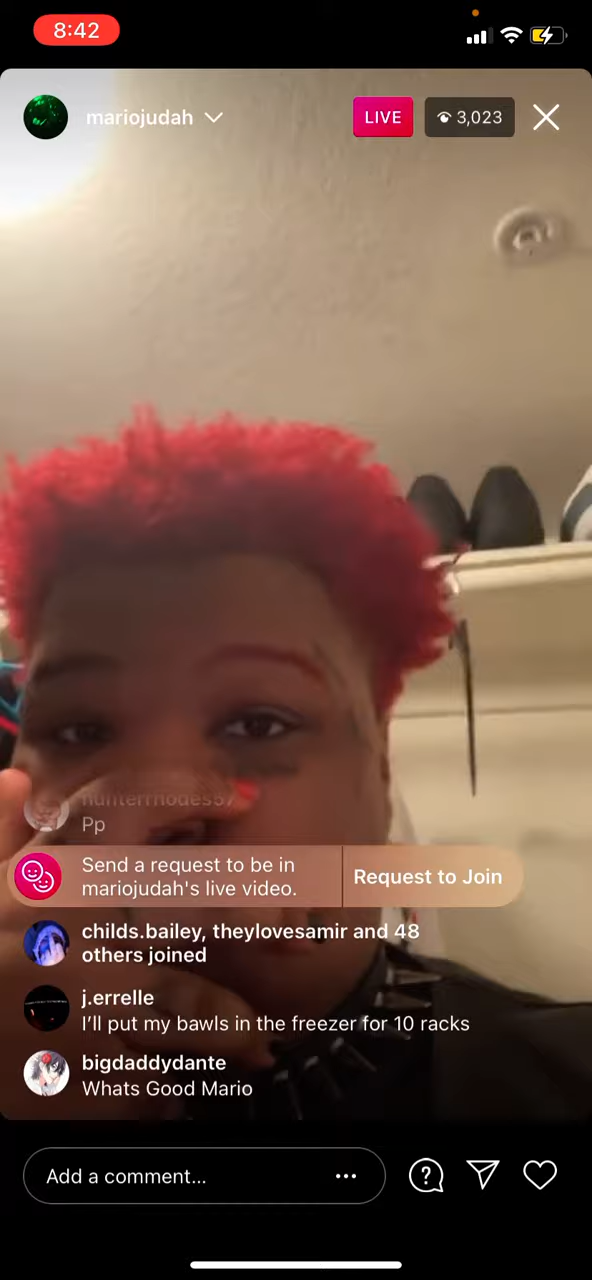 8:42
mariojudah
LIVE
3,023
hunterrhodes57
Pp
Send a request to be in
mariojudah's live video.
Request to Join
childs.bailey, theylovesamir and 48
others joined
j.errelle
I’ll put my bawls in the freezer for 10 racks
bigdaddydante
Whats Good Mario
Add a comment...